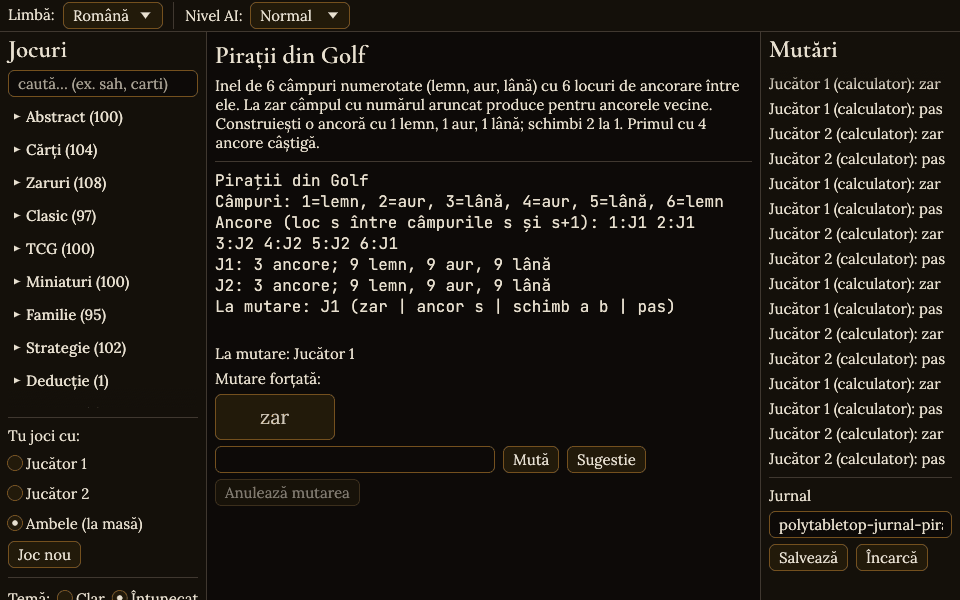 Limbă: Română ▼ Nivel AI: Normal ▼
Jocuri
caută... (ex. sah, carti)
▸ Abstract (100)
▸ Cărți (104)
▸ Zaruri (108)
▸ Clasic (97)
▸ TCG (100)
▸ Miniaturi (100)
▸ Familie (95)
▸ Strategie (102)
▸ Deducție (1)
Tu joci cu:
Jucător 1
Jucător 2
Ambele (la masă)
Joc nou
Temă: Clar Întunecat
Pirații din Golf
Inel de 6 câmpuri numerotate (lemn, aur, lână) cu 6 locuri de ancorare între
ele. La zar câmpul cu numărul aruncat produce pentru ancorele vecine.
Construiești o ancoră cu 1 lemn, 1 aur, 1 lână; schimbi 2 la 1. Primul cu 4
ancore câștigă.
Pirații din Golf
Câmpuri: 1=lemn, 2=aur, 3=lână, 4=aur, 5=lână, 6=lemn
Ancore (loc s între câmpurile s și s+1): 1:J1 2:J1
3:J2 4:J2 5:J2 6:J1
J1: 3 ancore; 9 lemn, 9 aur, 9 lână
J2: 3 ancore; 9 lemn, 9 aur, 9 lână
La mutare: J1 (zar | ancor s | schimb a b | pas)
La mutare: Jucător 1
Mutare forțată:
zar
Mută Sugestie
Anulează mutarea
Mutări
Jucător 1 (calculator): zar
Jucător 1 (calculator): pas
Jucător 2 (calculator): zar
Jucător 2 (calculator): pas
Jucător 1 (calculator): zar
Jucător 1 (calculator): pas
Jucător 2 (calculator): zar
Jucător 2 (calculator): pas
Jucător 1 (calculator): zar
Jucător 1 (calculator): pas
Jucător 2 (calculator): zar
Jucător 2 (calculator): pas
Jucător 1 (calculator): zar
Jucător 1 (calculator): pas
Jucător 2 (calculator): zar
Jucător 2 (calculator): pas
Jurnal
polytabletop-jurnal-pira
Salvează Încarcă